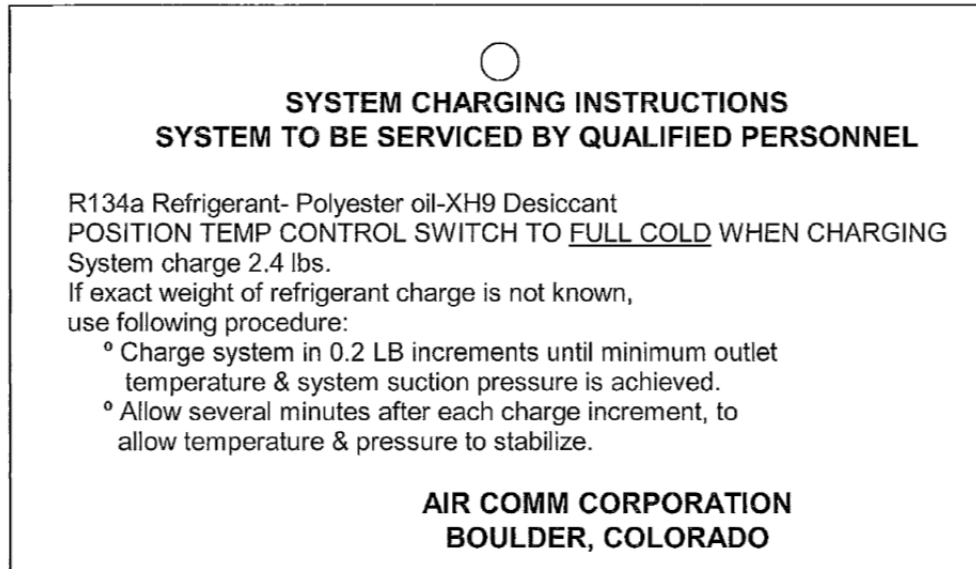 SYSTEM CHARGING INSTRUCTIONS
SYSTEM TO BE SERVICED BY QUALIFIED PERSONNEL
R134a Refrigerant- Polyester oil-XH9 Desiccant
POSITION TEMP CONTROL SWITCH TO FULL COLD WHEN CHARGING
System charge 2.4 lbs.
If exact weight of refrigerant charge is not known,
use following procedure:
º Charge system in 0.2 LB increments until minimum outlet
temperature & system suction pressure is achieved.
º Allow several minutes after each charge increment, to
allow temperature & pressure to stabilize.
AIR COMM CORPORATION
BOULDER, COLORADO